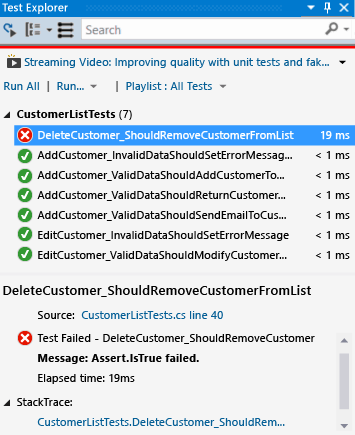 Test Explorer
Search
Streaming Video: Improving quality with unit tests and fak...
Run All | Run... | Playlist : All Tests
CustomerListTests (7)
DeleteCustomer_ShouldRemoveCustomerFromList 19 ms
AddCustomer_InvalidDataShouldSetErrorMessag... < 1 ms
AddCustomer_ValidDataShouldAddCustomerTo... < 1 ms
AddCustomer_ValidDataShouldReturnCustomer... < 1 ms
AddCustomer_ValidDataShouldSendEmailToCus... < 1 ms
EditCustomer_InvalidDataShouldSetErrorMessage < 1 ms
EditCustomer_ValidDataShouldModifyCustomer... < 1 ms
DeleteCustomer_ShouldRemoveCustomerFromList
Source: CustomerListTests.cs line 40
Test Failed - DeleteCustomer_ShouldRemoveCustomer
Message: Assert.IsTrue failed.
Elapsed time: 19ms
StackTrace:
CustomerListTests.DeleteCustomer_ShouldRem...